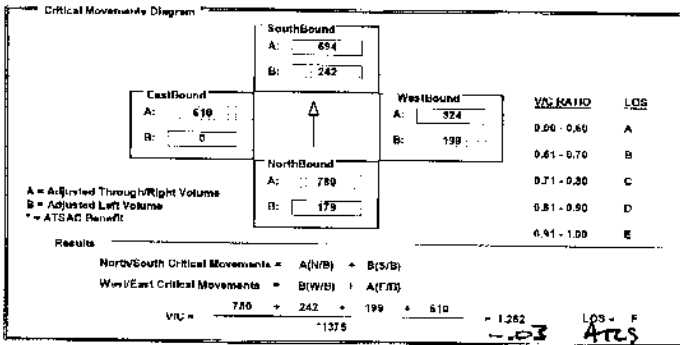 Critical Movements Diagram
SouthBound
A: 694
B: 242
EastBound
A: 610
B: 0
WestBound
A: 324
B: 199
NorthBound
A: 780
B: 179
V/C RATIO LOS
0.00 - 0.60 A
0.61 - 0.70 B
0.71 - 0.80 C
0.81 - 0.90 D
0.91 - 1.00 E
A = Adjusted Through/Right Volume
B = Adjusted Left Volume
* = ATSAC Benefit
Results
North/South Critical Movements = A(N/B) + B(S/B)
West/East Critical Movements = B(W/B) + A(E/B)
V/C = 780 + 242 + 199 + 610 = 1.262 LOS = F
*1375
-.03 ATCS